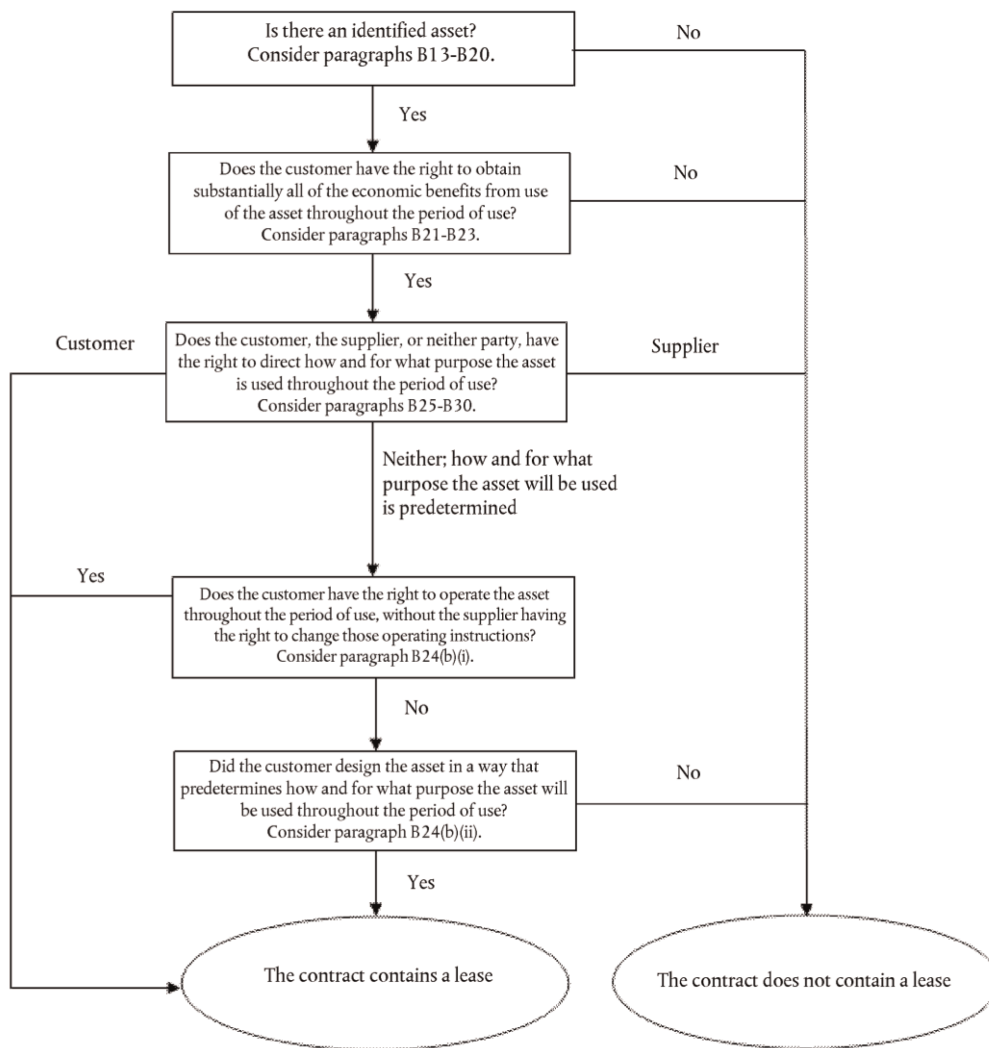 Is there an identified asset?
Consider paragraphs B13-B20.
No
Yes
Does the customer have the right to obtain
substantially all of the economic benefits from use
of the asset throughout the period of use?
Consider paragraphs B21-B23.
No
Yes
Customer
Does the customer, the supplier, or neither party, have
the right to direct how and for what purpose the asset
is used throughout the period of use?
Consider paragraphs B25-B30.
Supplier
Neither; how and for what
purpose the asset will be used
is predetermined
Yes
Does the customer have the right to operate the asset
throughout the period of use, without the supplier having
the right to change those operating instructions?
Consider paragraph B24(b)(i).
No
Did the customer design the asset in a way that
predetermines how and for what purpose the asset will
be used throughout the period of use?
Consider paragraph B24(b)(ii).
No
Yes
The contract contains a lease
The contract does not contain a lease